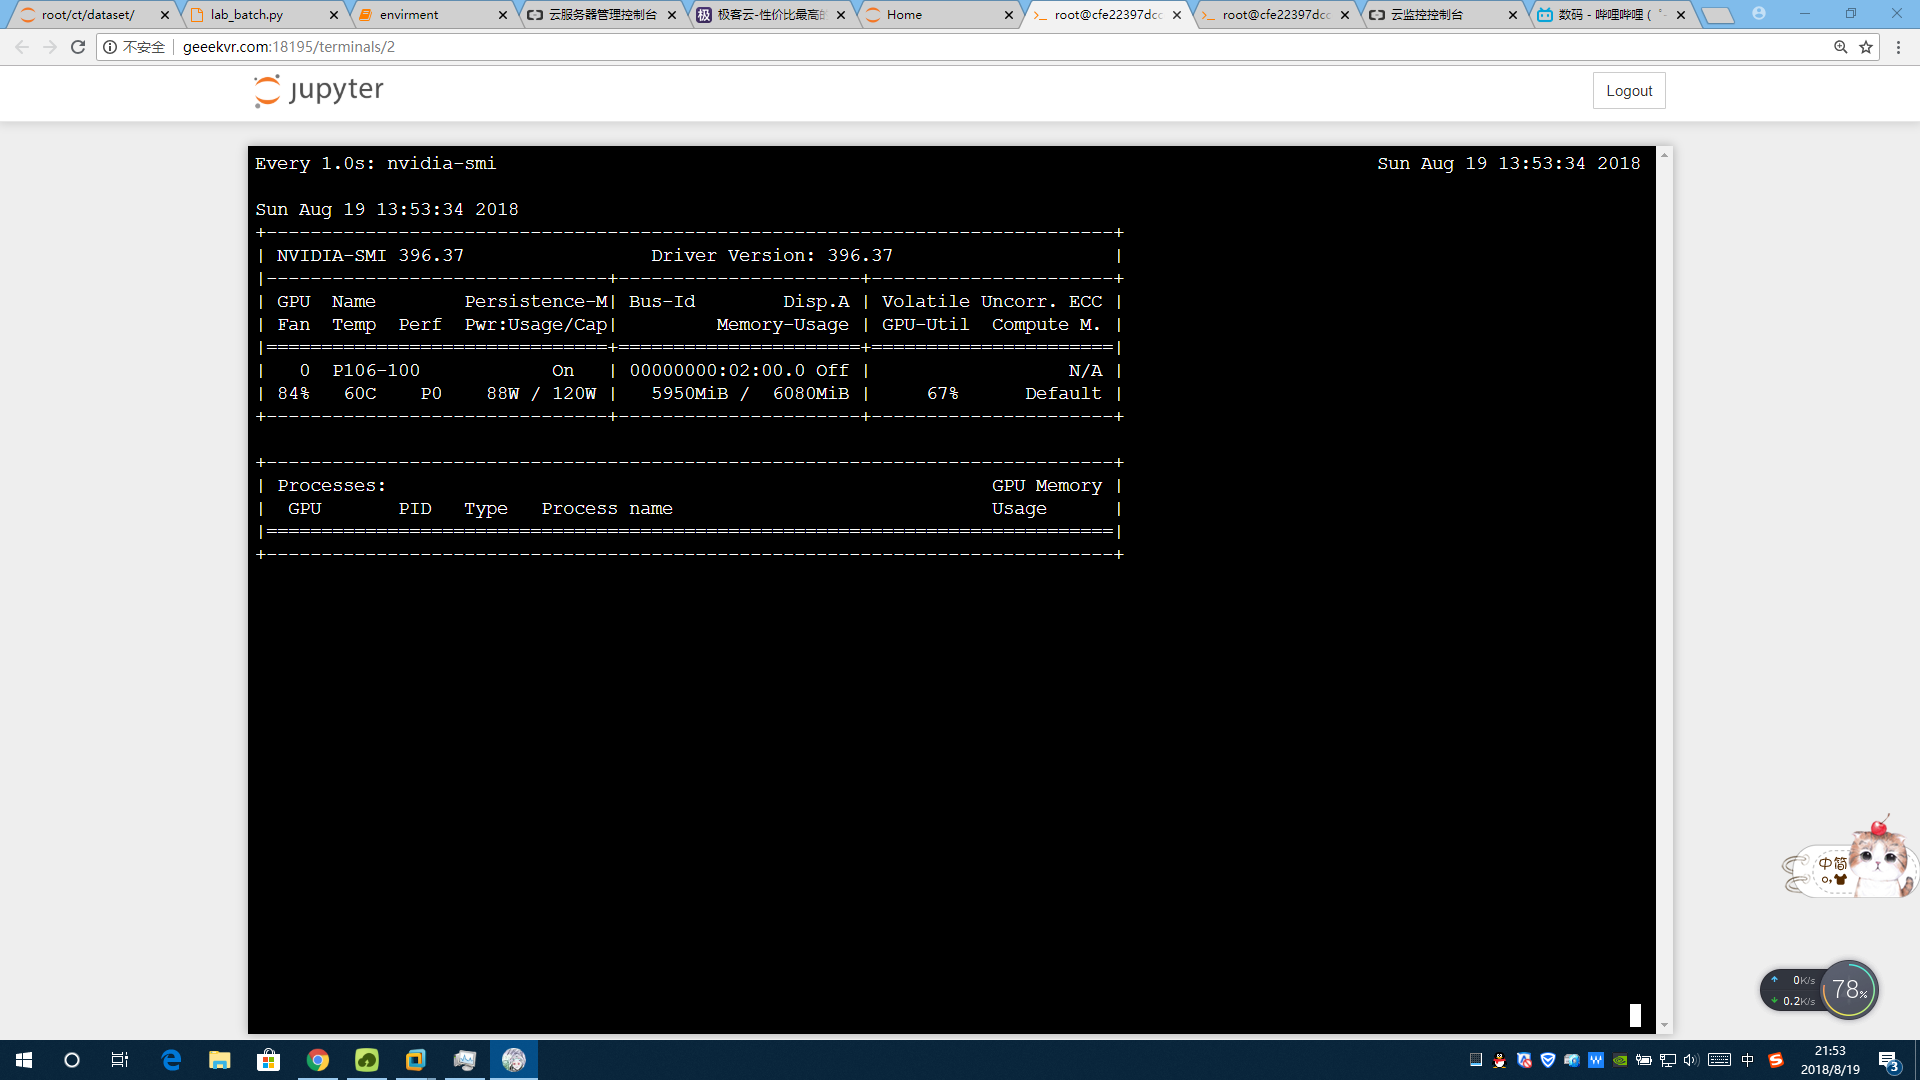 root/ct/dataset/
lab_batch.py
envirment
云服务器管理控制台
极客云-性价比最高的
Home
root@cfe22397dcc
root@cfe22397dcc
云监控控制台
数码 - 哔哩哔哩 ( ゜-
不安全
geeekvr.com:18195/terminals/2
jupyter
Logout
Every 1.0s: nvidia-smi Sun Aug 19 13:53:34 2018
Sun Aug 19 13:53:34 2018
+-----------------------------------------------------------------------------+
| NVIDIA-SMI 396.37                 Driver Version: 396.37                    |
|-------------------------------+----------------------+----------------------+
| GPU  Name        Persistence-M| Bus-Id        Disp.A | Volatile Uncorr. ECC |
| Fan  Temp  Perf  Pwr:Usage/Cap|         Memory-Usage | GPU-Util  Compute M. |
|===============================+======================+======================|
|   0  P106-100            On   | 00000000:02:00.0 Off |                  N/A |
| 84%   60C    P0    88W / 120W |   5950MiB /  6080MiB |     67%      Default |
+-------------------------------+----------------------+----------------------+
+-----------------------------------------------------------------------------+
| Processes:                                                       GPU Memory |
|  GPU       PID   Type   Process name                             Usage      |
|=============================================================================|
+-----------------------------------------------------------------------------+
中简
0K/s
0.2K/s
78%
中
21:53
2018/8/19
3